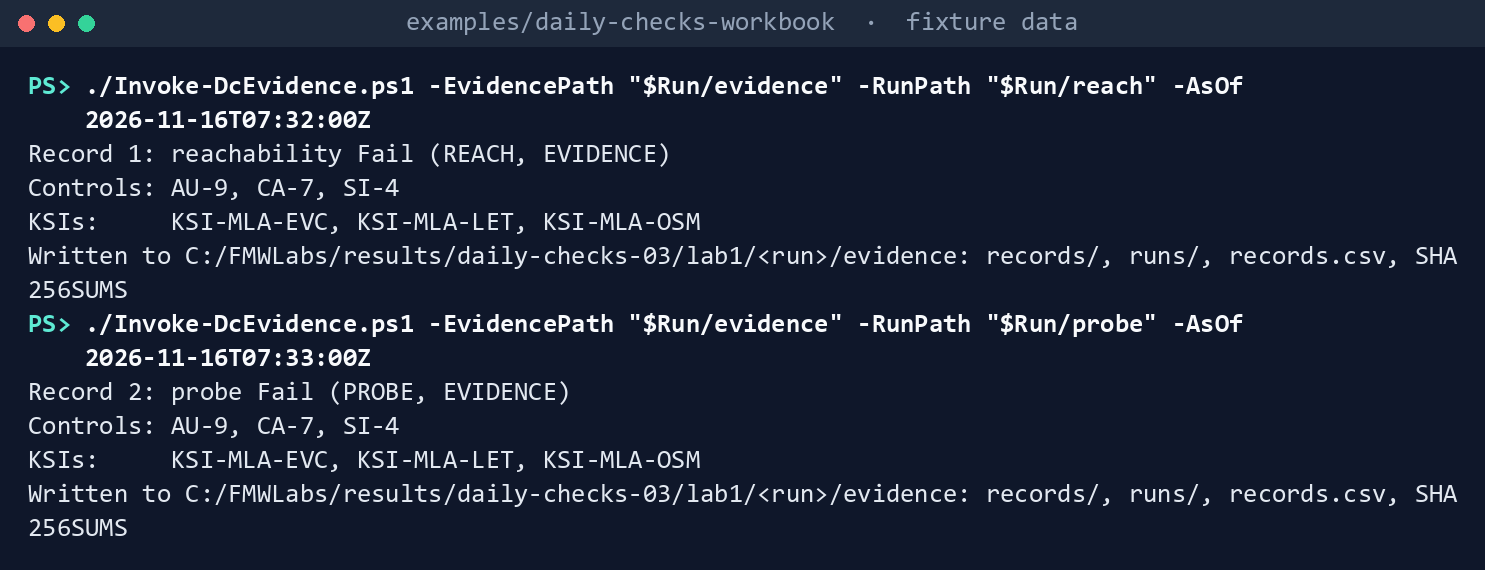 examples/daily-checks-workbook · fixture data
PS> ./Invoke-DcEvidence.ps1 -EvidencePath "$Run/evidence" -RunPath "$Run/reach" -AsOf
2026-11-16T07:32:00Z
Record 1: reachability Fail (REACH, EVIDENCE)
Controls: AU-9, CA-7, SI-4
KSIs:     KSI-MLA-EVC, KSI-MLA-LET, KSI-MLA-OSM
Written to C:/FMWLabs/results/daily-checks-03/lab1/<run>/evidence: records/, runs/, records.csv, SHA
256SUMS
PS> ./Invoke-DcEvidence.ps1 -EvidencePath "$Run/evidence" -RunPath "$Run/probe" -AsOf
2026-11-16T07:33:00Z
Record 2: probe Fail (PROBE, EVIDENCE)
Controls: AU-9, CA-7, SI-4
KSIs:     KSI-MLA-EVC, KSI-MLA-LET, KSI-MLA-OSM
Written to C:/FMWLabs/results/daily-checks-03/lab1/<run>/evidence: records/, runs/, records.csv, SHA
256SUMS